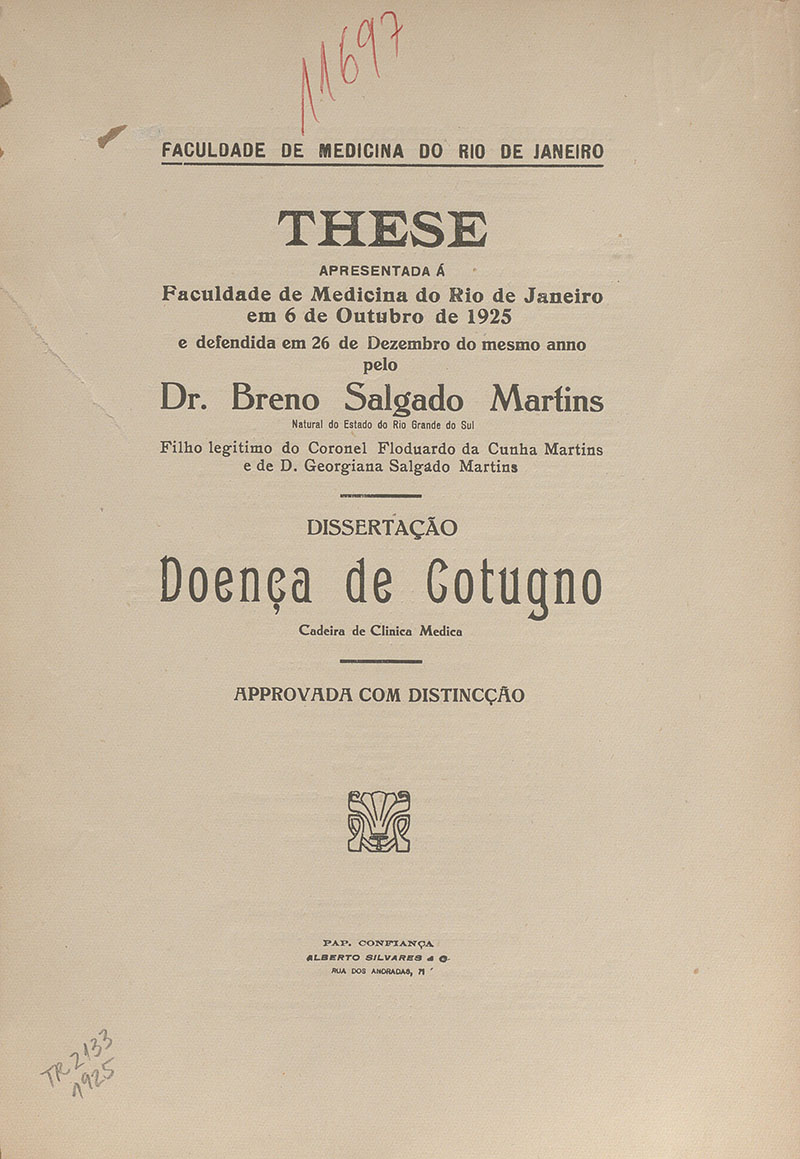 11697
FACULDADE DE MEDICINA DO RIO DE JANEIRO
THESE
APRESENTADA Á
Faculdade de Medicina do Rio de Janeiro
em 6 de Outubro de 1925
e defendida em 26 de Dezembro do mesmo anno
pelo
Dr. Breno Salgado Martins
Natural do Estado do Rio Grande do Sul
Filho legitimo do Coronel Floduardo da Cunha Martins
e de D. Georgiana Salgado Martins
DISSERTAÇÃO
Doença de Cotugno
Cadeira de Clinica Medica
APPROVADA COM DISTINCÇÃO
PAP. CONFIANÇA
ALBERTO SILVARES & C.
RUA DOS ANDRADAS,
TR 2133
1925